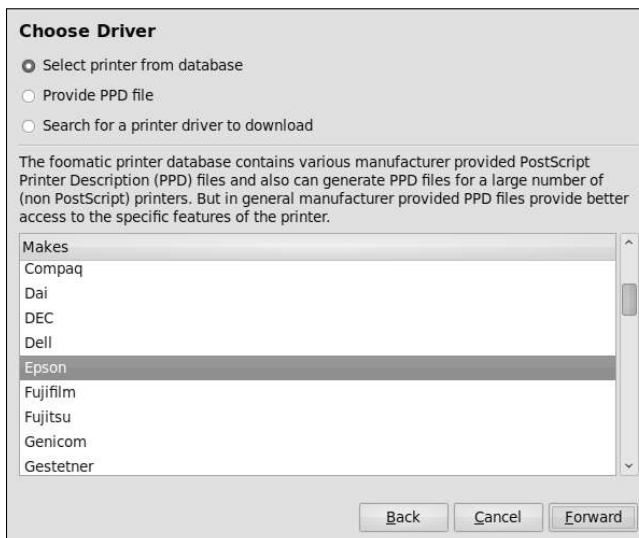 Choose Driver
Select printer from database
Provide PPD file
Search for a printer driver to download
The foomatic printer database contains various manufacturer provided PostScript
Printer Description (PPD) files and also can generate PPD files for a large number of
(non PostScript) printers. But in general manufacturer provided PPD files provide better
access to the specific features of the printer.
Makes
Compaq
Dai
DEC
Dell
Epson
Fujifilm
Fujitsu
Genicom
Gestetner
Back
Cancel
Forward